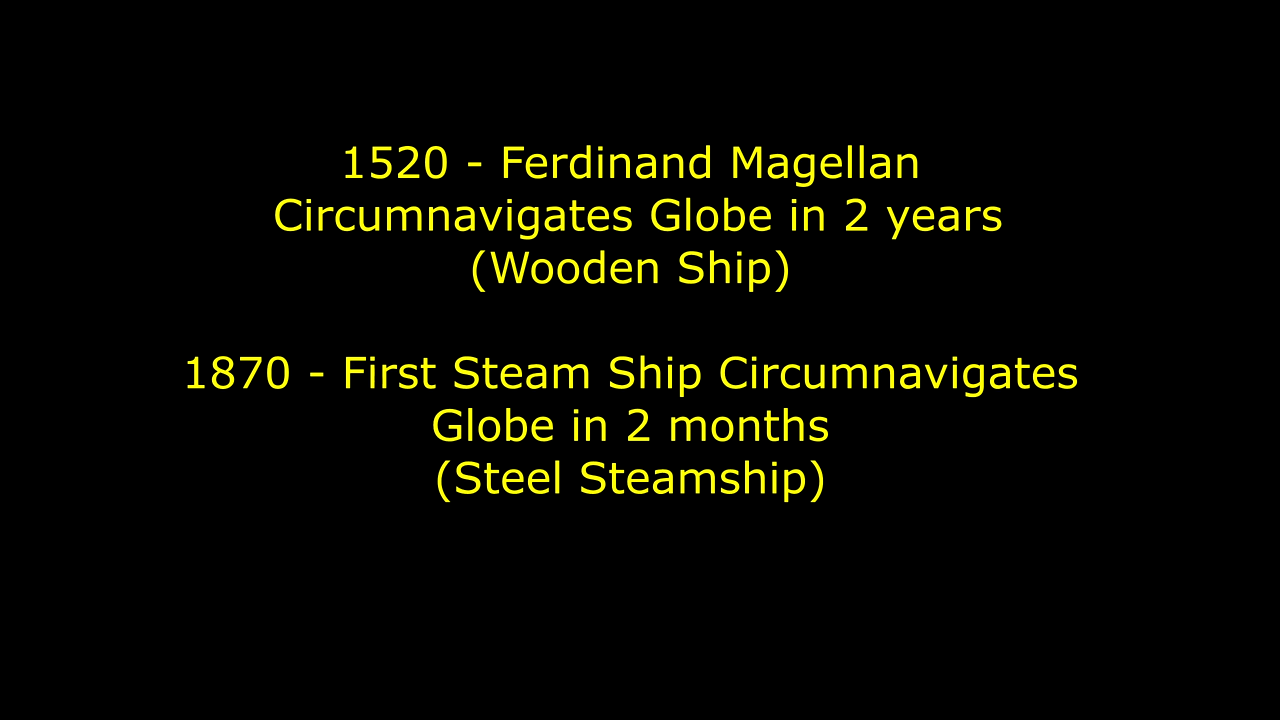 1520 - Ferdinand Magellan
Circumnavigates Globe in 2 years
(Wooden Ship)
1870 - First Steam Ship Circumnavigates
Globe in 2 months
(Steel Steamship)